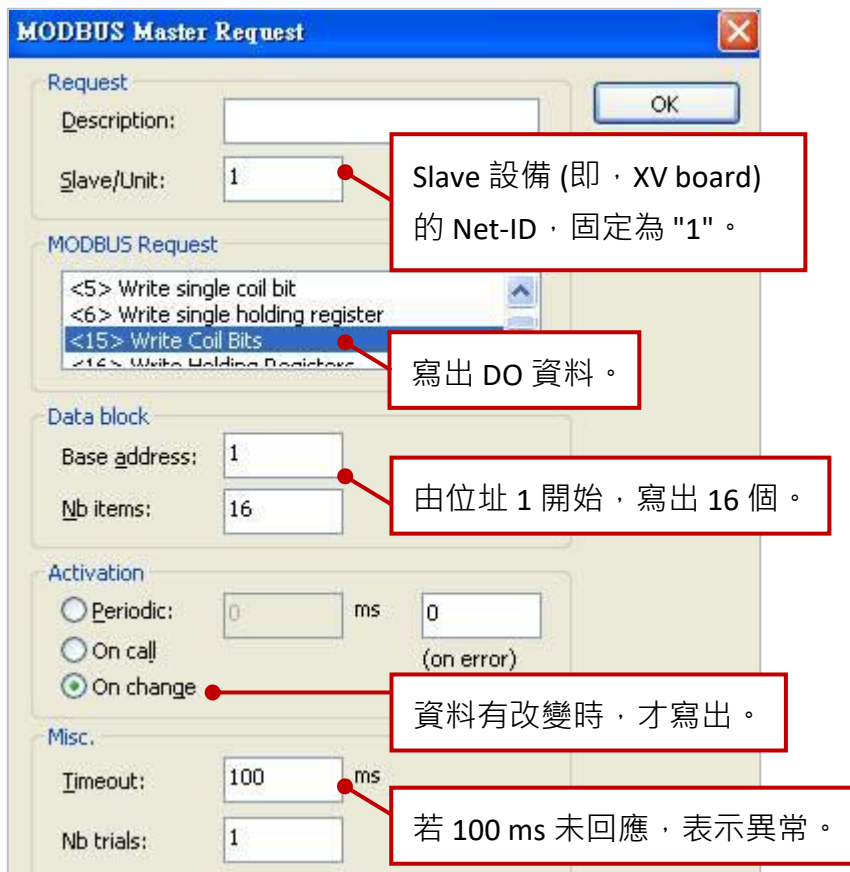 MODBUS Master Request
Request
OK
Description:
Slave/Unit:
1
Slave 設備 (即，XV board)
的 Net-ID，固定為 "1"。
MODBUS Request
<5> Write single coil bit
<6> Write single holding register
<15> Write Coil Bits
<16> Write Holding Registers
寫出 DO 資料。
Data block
Base address:
1
Nb items:
16
由位址 1 開始，寫出 16 個。
Activation
Periodic:
0
ms
0
On call
(on error)
On change
資料有改變時，才寫出。
Misc.
Timeout:
100
ms
Nb trials:
1
若 100 ms 未回應，表示異常。